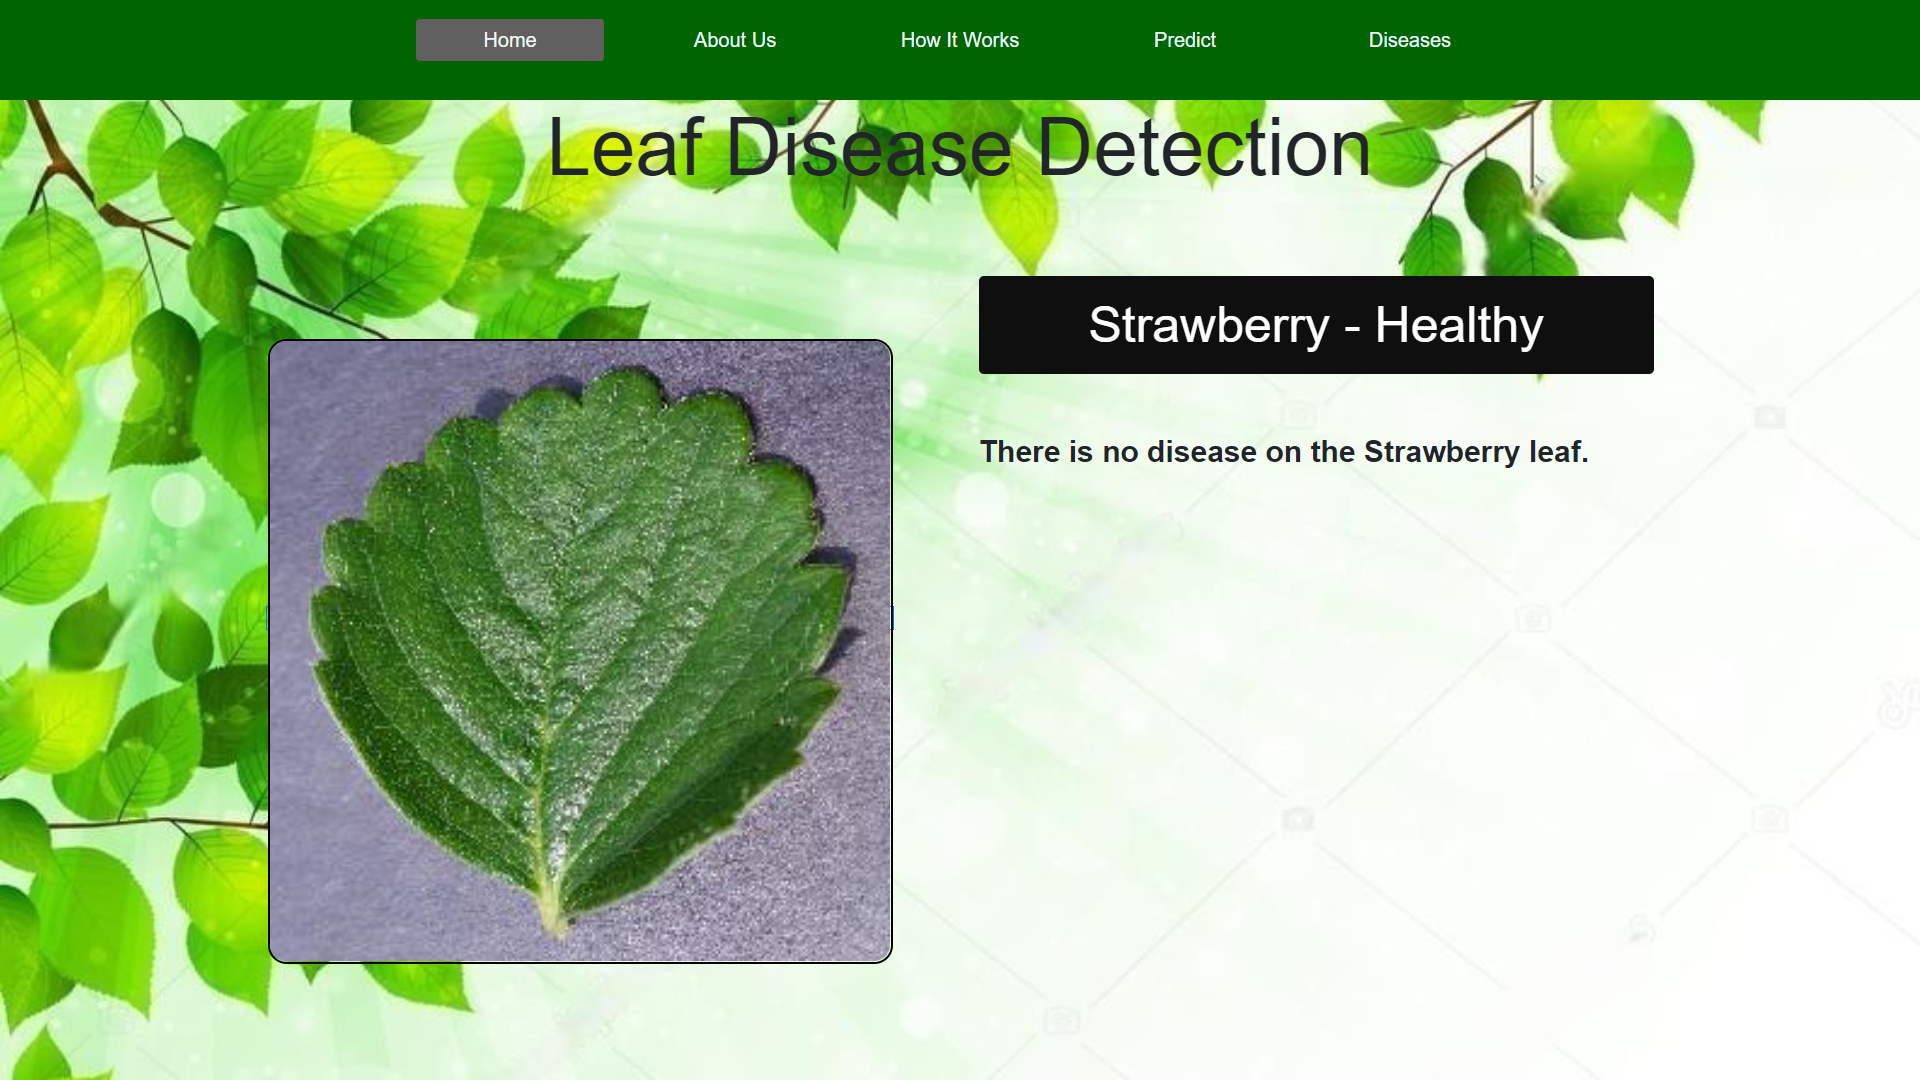 Home
About Us
How It Works
Predict
Diseases
Leaf Disease Detection
Strawberry - Healthy
There is no disease on the Strawberry leaf.